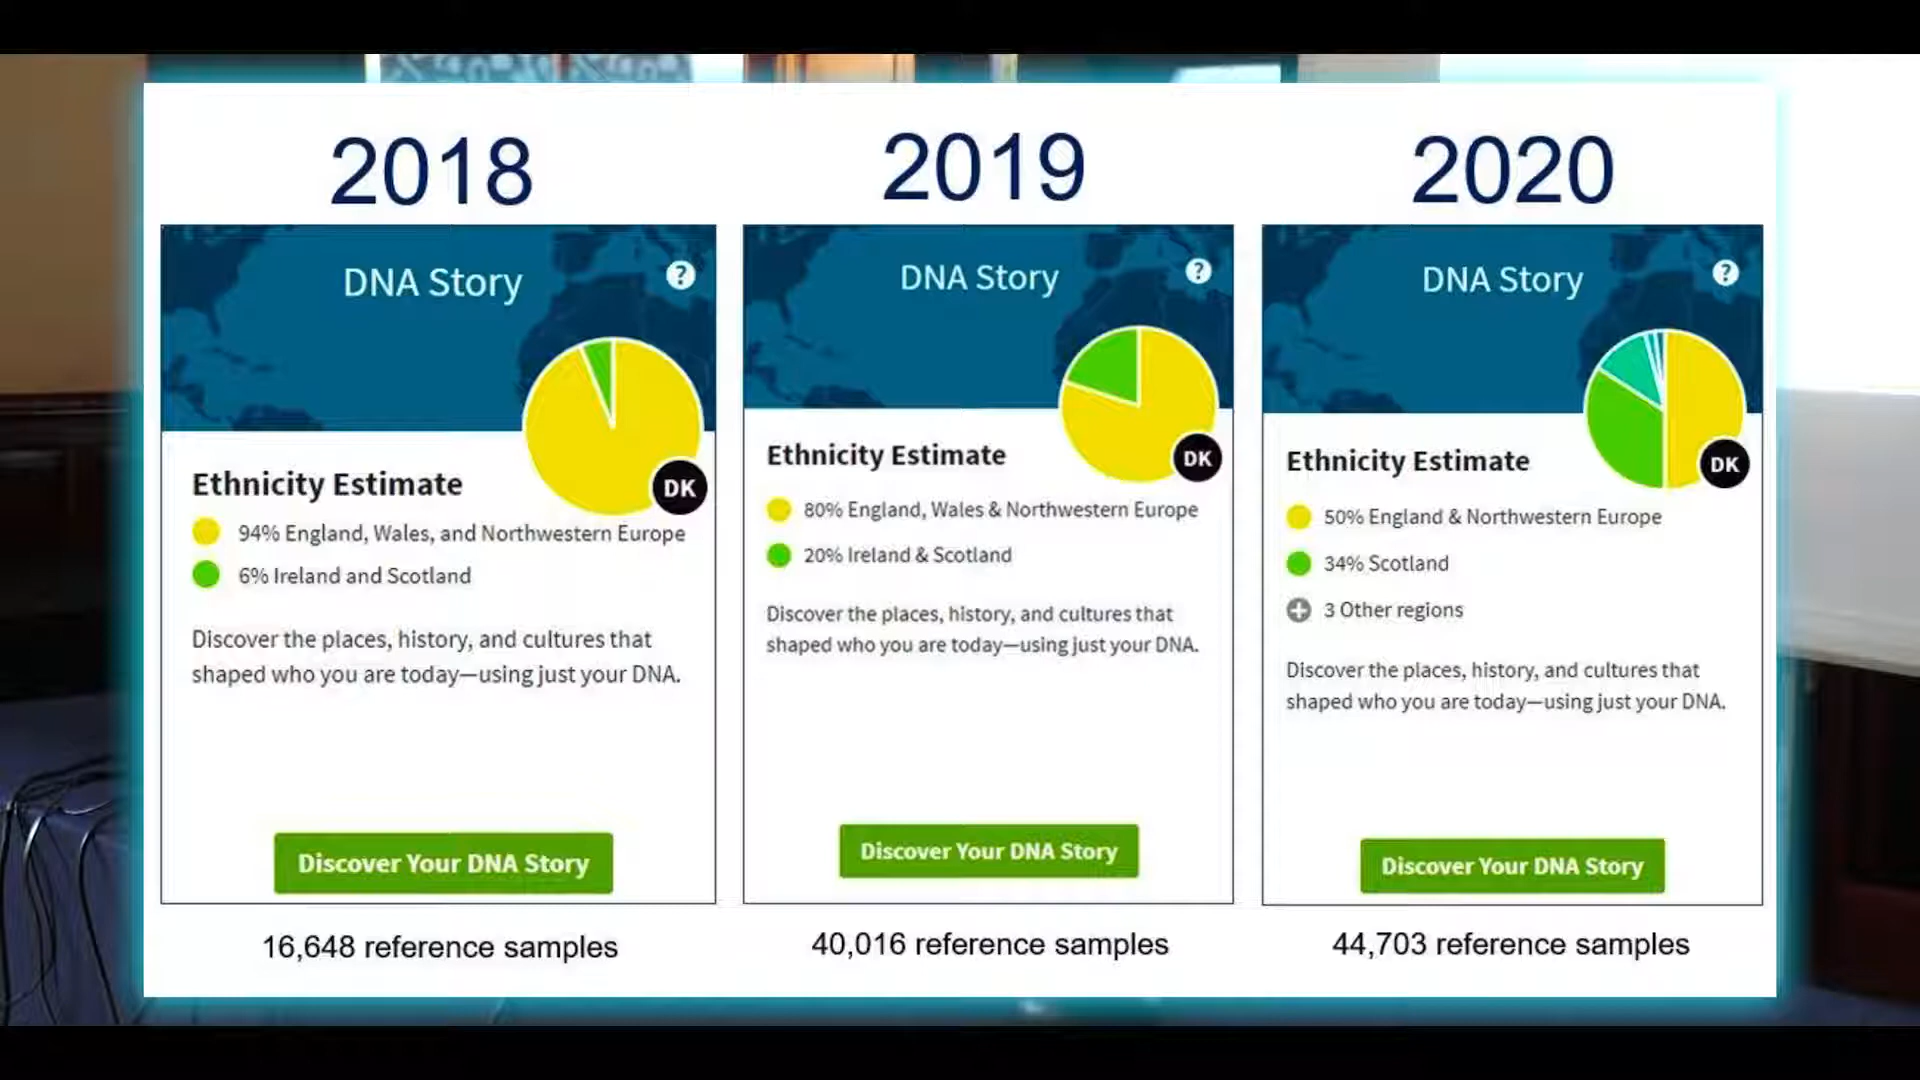 2018
DNA Story
?
DK
Ethnicity Estimate
94% England, Wales, and Northwestern Europe
6% Ireland and Scotland
Discover the places, history, and cultures that
shaped who you are today—using just your DNA.
Discover Your DNA Story
16,648 reference samples
2019
DNA Story
?
DK
Ethnicity Estimate
80% England, Wales & Northwestern Europe
20% Ireland & Scotland
Discover the places, history, and cultures that
shaped who you are today—using just your DNA.
Discover Your DNA Story
40,016 reference samples
2020
DNA Story
?
DK
Ethnicity Estimate
50% England & Northwestern Europe
34% Scotland
3 Other regions
Discover the places, history, and cultures that
shaped who you are today—using just your DNA.
Discover Your DNA Story
44,703 reference samples